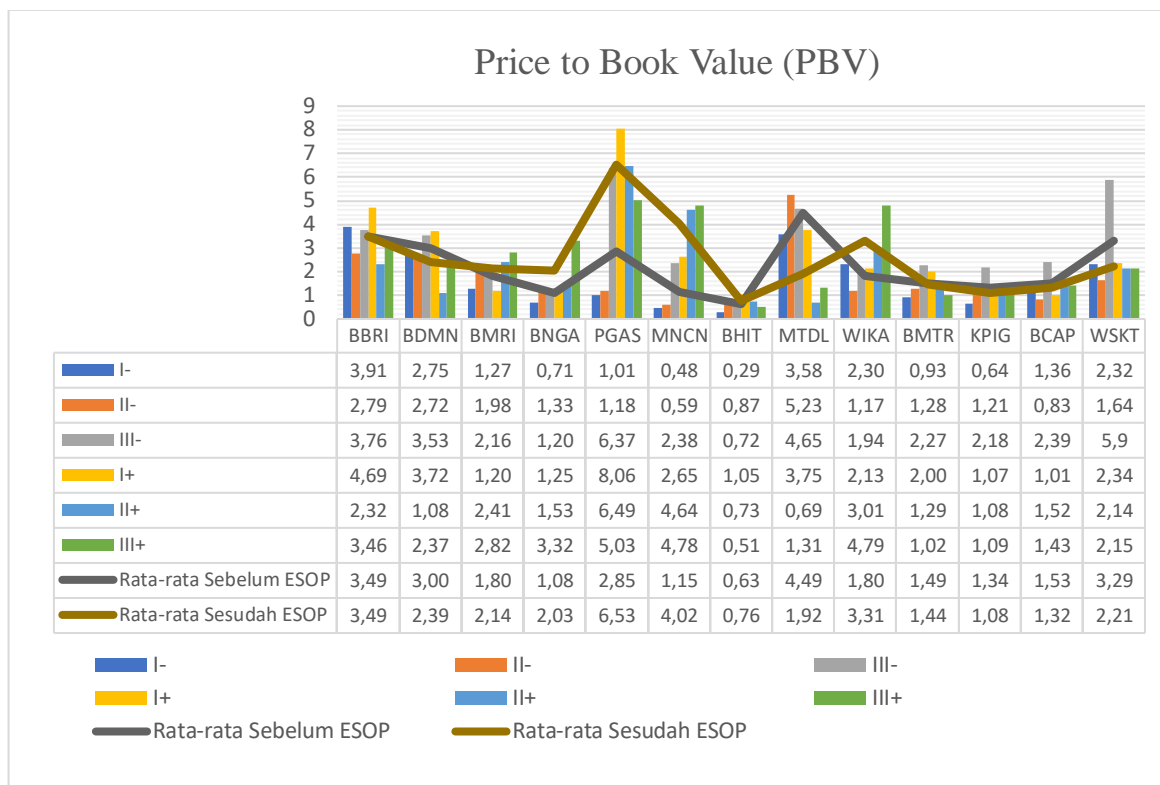 Price to Book Value (PBV)
9
8
7
6
5
4
3
2
1
0
BBRI BDMN BMRI BNGA PGAS MNCN BHIT MTDL WIKA BMTR KPIG BCAP WSKT
I- 3,91 2,75 1,27 0,71 1,01 0,48 0,29 3,58 2,30 0,93 0,64 1,36 2,32
II- 2,79 2,72 1,98 1,33 1,18 0,59 0,87 5,23 1,17 1,28 1,21 0,83 1,64
III- 3,76 3,53 2,16 1,20 6,37 2,38 0,72 4,65 1,94 2,27 2,18 2,39 5,9
I+ 4,69 3,72 1,20 1,25 8,06 2,65 1,05 3,75 2,13 2,00 1,07 1,01 2,34
II+ 2,32 1,08 2,41 1,53 6,49 4,64 0,73 0,69 3,01 1,29 1,08 1,52 2,14
III+ 3,46 2,37 2,82 3,32 5,03 4,78 0,51 1,31 4,79 1,02 1,09 1,43 2,15
Rata-rata Sebelum ESOP 3,49 3,00 1,80 1,08 2,85 1,15 0,63 4,49 1,80 1,49 1,34 1,53 3,29
Rata-rata Sesudah ESOP 3,49 2,39 2,14 2,03 6,53 4,02 0,76 1,92 3,31 1,44 1,08 1,32 2,21
I- II- III-
I+ II+ III+
Rata-rata Sebelum ESOP Rata-rata Sesudah ESOP